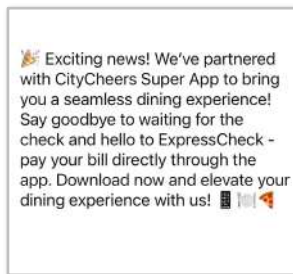 🎉 Exciting news! We've partnered
with CityCheers Super App to bring
you a seamless dining experience!
Say goodbye to waiting for the
check and hello to ExpressCheck -
pay your bill directly through the
app. Download now and elevate your
dining experience with us! 📱🍽️🍕